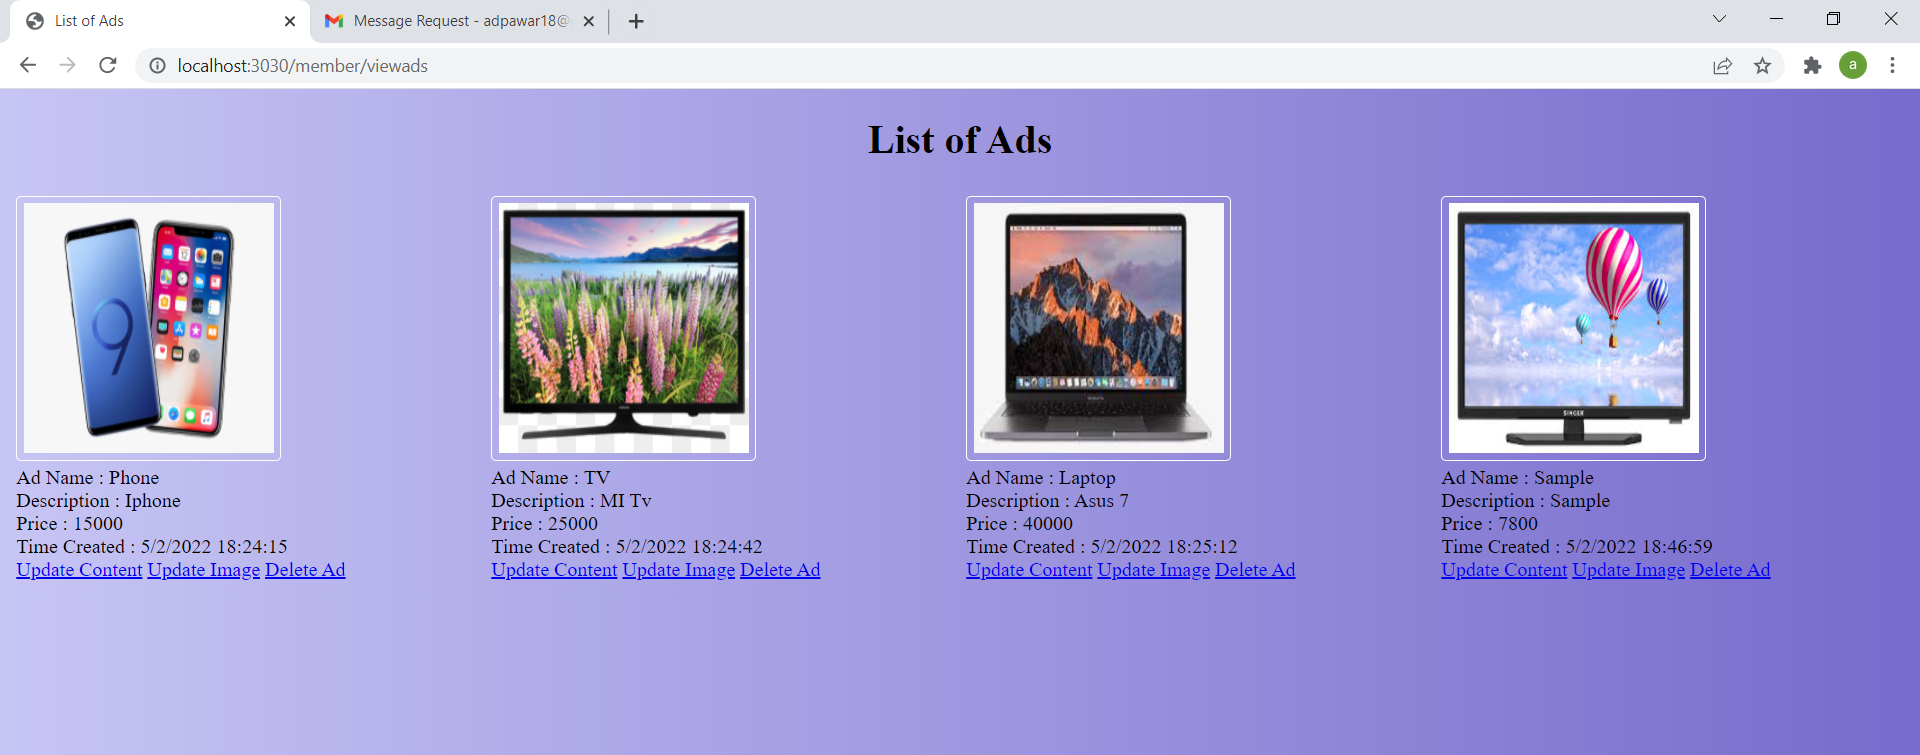 List of Ads
Message Request - adpawar18@
localhost:3030/member/viewads
a
List of Ads
9
SINGER
Ad Name : Phone
Description : Iphone
Price : 15000
Time Created : 5/2/2022 18:24:15
Update Content Update Image Delete Ad
Ad Name : TV
Description : MI Tv
Price : 25000
Time Created : 5/2/2022 18:24:42
Update Content Update Image Delete Ad
Ad Name : Laptop
Description : Asus 7
Price : 40000
Time Created : 5/2/2022 18:25:12
Update Content Update Image Delete Ad
Ad Name : Sample
Description : Sample
Price : 7800
Time Created : 5/2/2022 18:46:59
Update Content Update Image Delete Ad